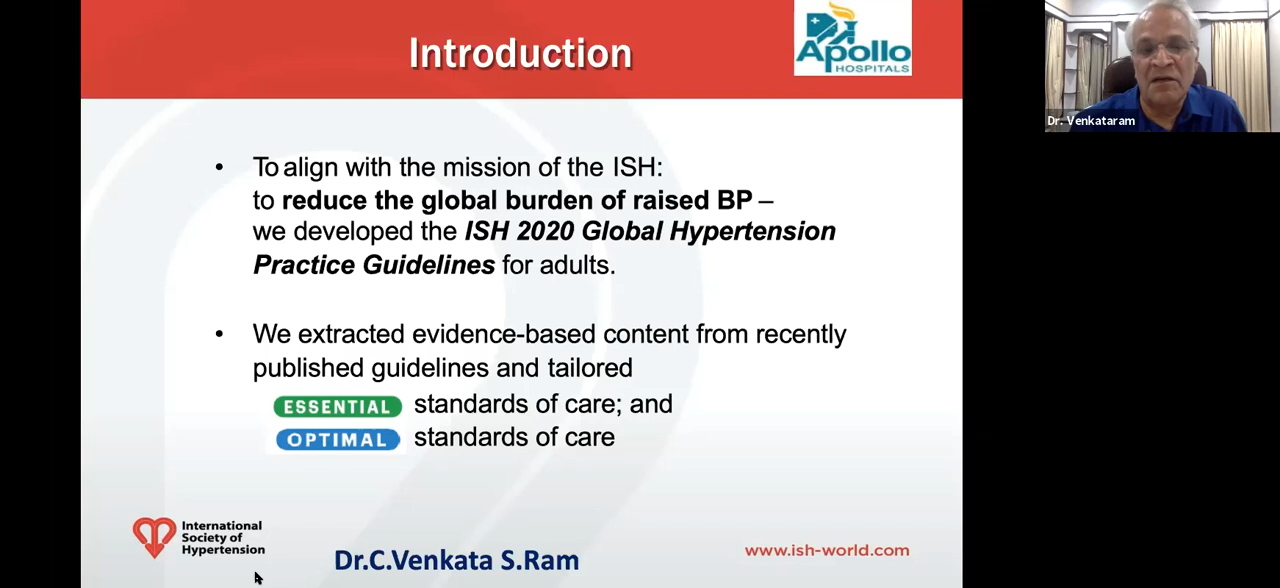 Introduction
Apollo
HOSPITALS
Dr. Venkataram
• To align with the mission of the ISH:
to reduce the global burden of raised BP –
we developed the ISH 2020 Global Hypertension
Practice Guidelines for adults.
• We extracted evidence-based content from recently
published guidelines and tailored
ESSENTIAL standards of care; and
OPTIMAL standards of care
International
Society of
Hypertension
Dr.C.Venkata S.Ram
www.ish-world.com